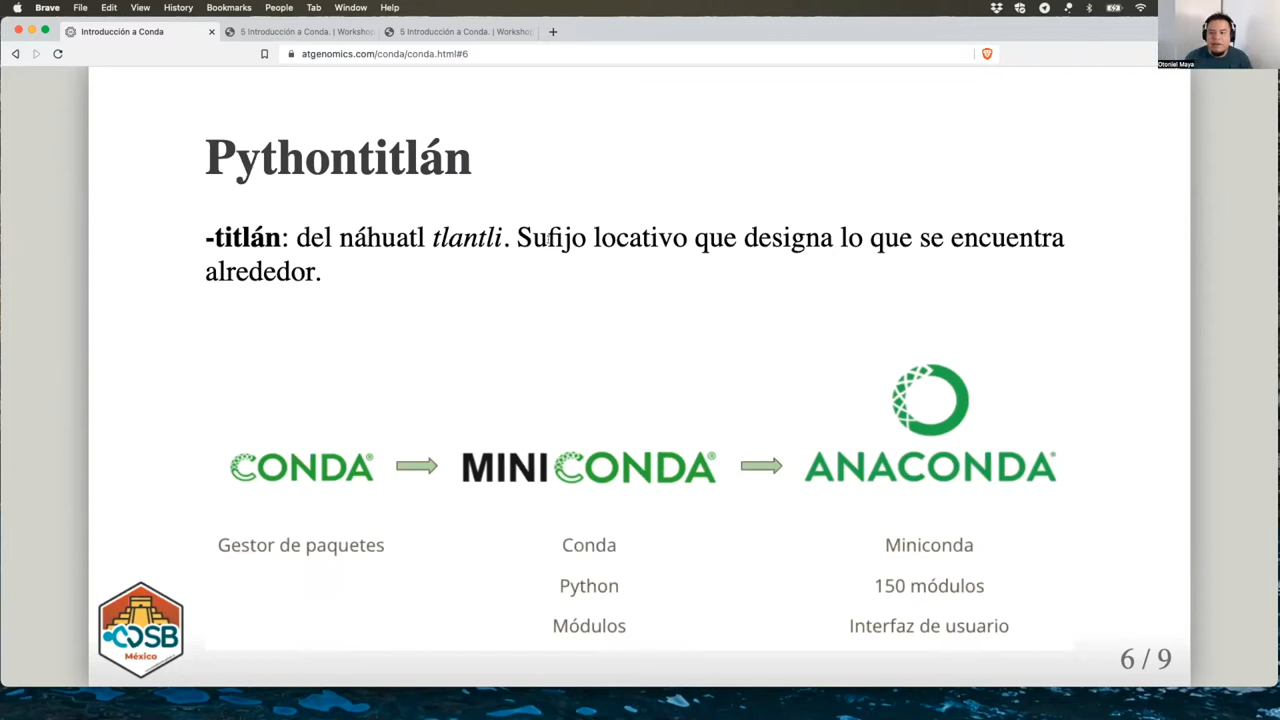 Brave File Edit View History Bookmarks People Tab Window Help
Introducción a Conda
5 Introducción a Conda. | Workshop
5 Introducción a Conda. | Workshop
atgenomics.com/conda/conda.html#6
Otoniel Maya
Pythontitlán
-titlán: del náhuatl tlantli. Sufijo locativo que designa lo que se encuentra
alrededor.
CONDA MINICONDA ANACONDA
Gestor de paquetes Conda Miniconda
Python 150 módulos
Módulos Interfaz de usuario
CDSB
México
6 / 9